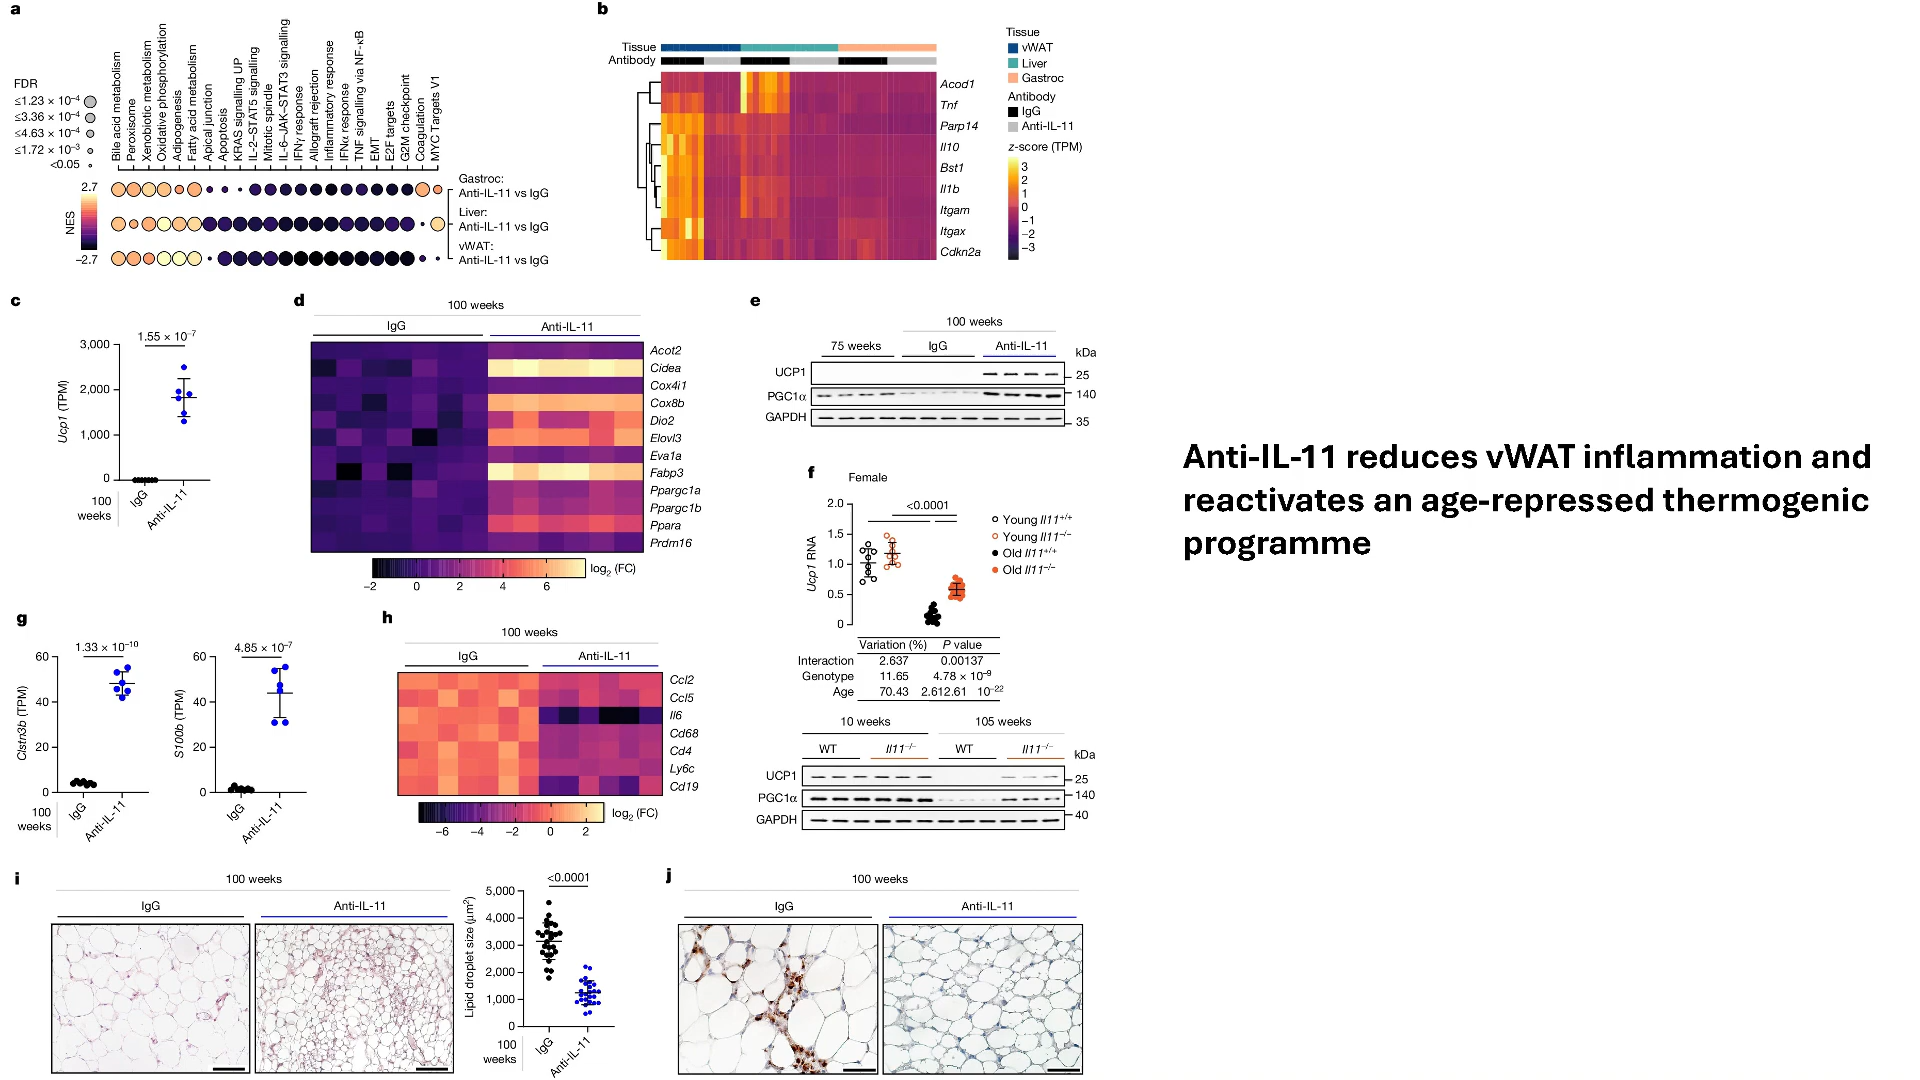 a
FDR
≤1.23 × 10⁻⁴
≤3.36 × 10⁻⁴
≤4.63 × 10⁻⁴
≤1.72 × 10⁻³
<0.05
2.7
NES
−2.7
Bile acid metabolism
Peroxisome
Xenobiotic metabolism
Oxidative phosphorylation
Adipogenesis
Fatty acid metabolism
Apical junction
Apoptosis
KRAS signalling UP
IL-2–STAT5 signalling
Mitotic spindle
IL-6–JAK–STAT3 signalling
IFNγ response
Allograft rejection
Inflammatory response
IFNα response
TNF signalling via NF-κB
EMT
E2F targets
G2M checkpoint
Coagulation
MYC Targets V1
Gastroc:
Anti-IL-11 vs IgG
Liver:
Anti-IL-11 vs IgG
vWAT:
Anti-IL-11 vs IgG
b
Tissue
Antibody
Acod1
Tnf
Parp14
Il10
Bst1
Il1b
Itgam
Itgax
Cdkn2a
Tissue
vWAT
Liver
Gastroc
Antibody
IgG
Anti-IL-11
z-score (TPM)
3
2
1
0
−1
−2
−3
c
1.55 × 10⁻⁷
3,000
2,000
1,000
0
Ucp1 (TPM)
100
weeks
IgG
Anti-IL-11
d
100 weeks
IgG
Anti-IL-11
Acot2
Cidea
Cox4i1
Cox8b
Dio2
Elovl3
Eva1a
Fabp3
Ppargc1a
Ppargc1b
Ppara
Prdm16
−2 0 2 4 6
log₂ (FC)
e
100 weeks
75 weeks IgG Anti-IL-11
kDa
UCP1 25
PGC1α 140
GAPDH 35
f
Female
<0.0001
2.0
1.5
1.0
0.5
0
Ucp1 RNA
Young Il11⁺/⁺
Young Il11⁻/⁻
Old Il11⁺/⁺
Old Il11⁻/⁻
Variation (%) P value
Interaction 2.637 0.00137
Genotype 11.65 4.78 × 10⁻⁹
Age 70.43 2.612.61 10⁻²²
10 weeks 105 weeks
WT Il11⁻/⁻ WT Il11⁻/⁻
kDa
UCP1 25
PGC1α 140
GAPDH 40
g
1.33 × 10⁻¹⁰
60
40
20
0
Clstn3b (TPM)
100
weeks
IgG
Anti-IL-11
4.85 × 10⁻⁷
60
40
20
0
S100b (TPM)
IgG
Anti-IL-11
h
100 weeks
IgG
Anti-IL-11
Ccl2
Ccl5
Il6
Cd68
Cd4
Ly6c
Cd19
−6 −4 −2 0 2
log₂ (FC)
i
100 weeks
IgG
Anti-IL-11
<0.0001
5,000
4,000
3,000
2,000
1,000
0
Lipid droplet size (μm²)
100
weeks
IgG
Anti-IL-11
j
100 weeks
IgG
Anti-IL-11
Anti-IL-11 reduces vWAT inflammation and
reactivates an age-repressed thermogenic
programme